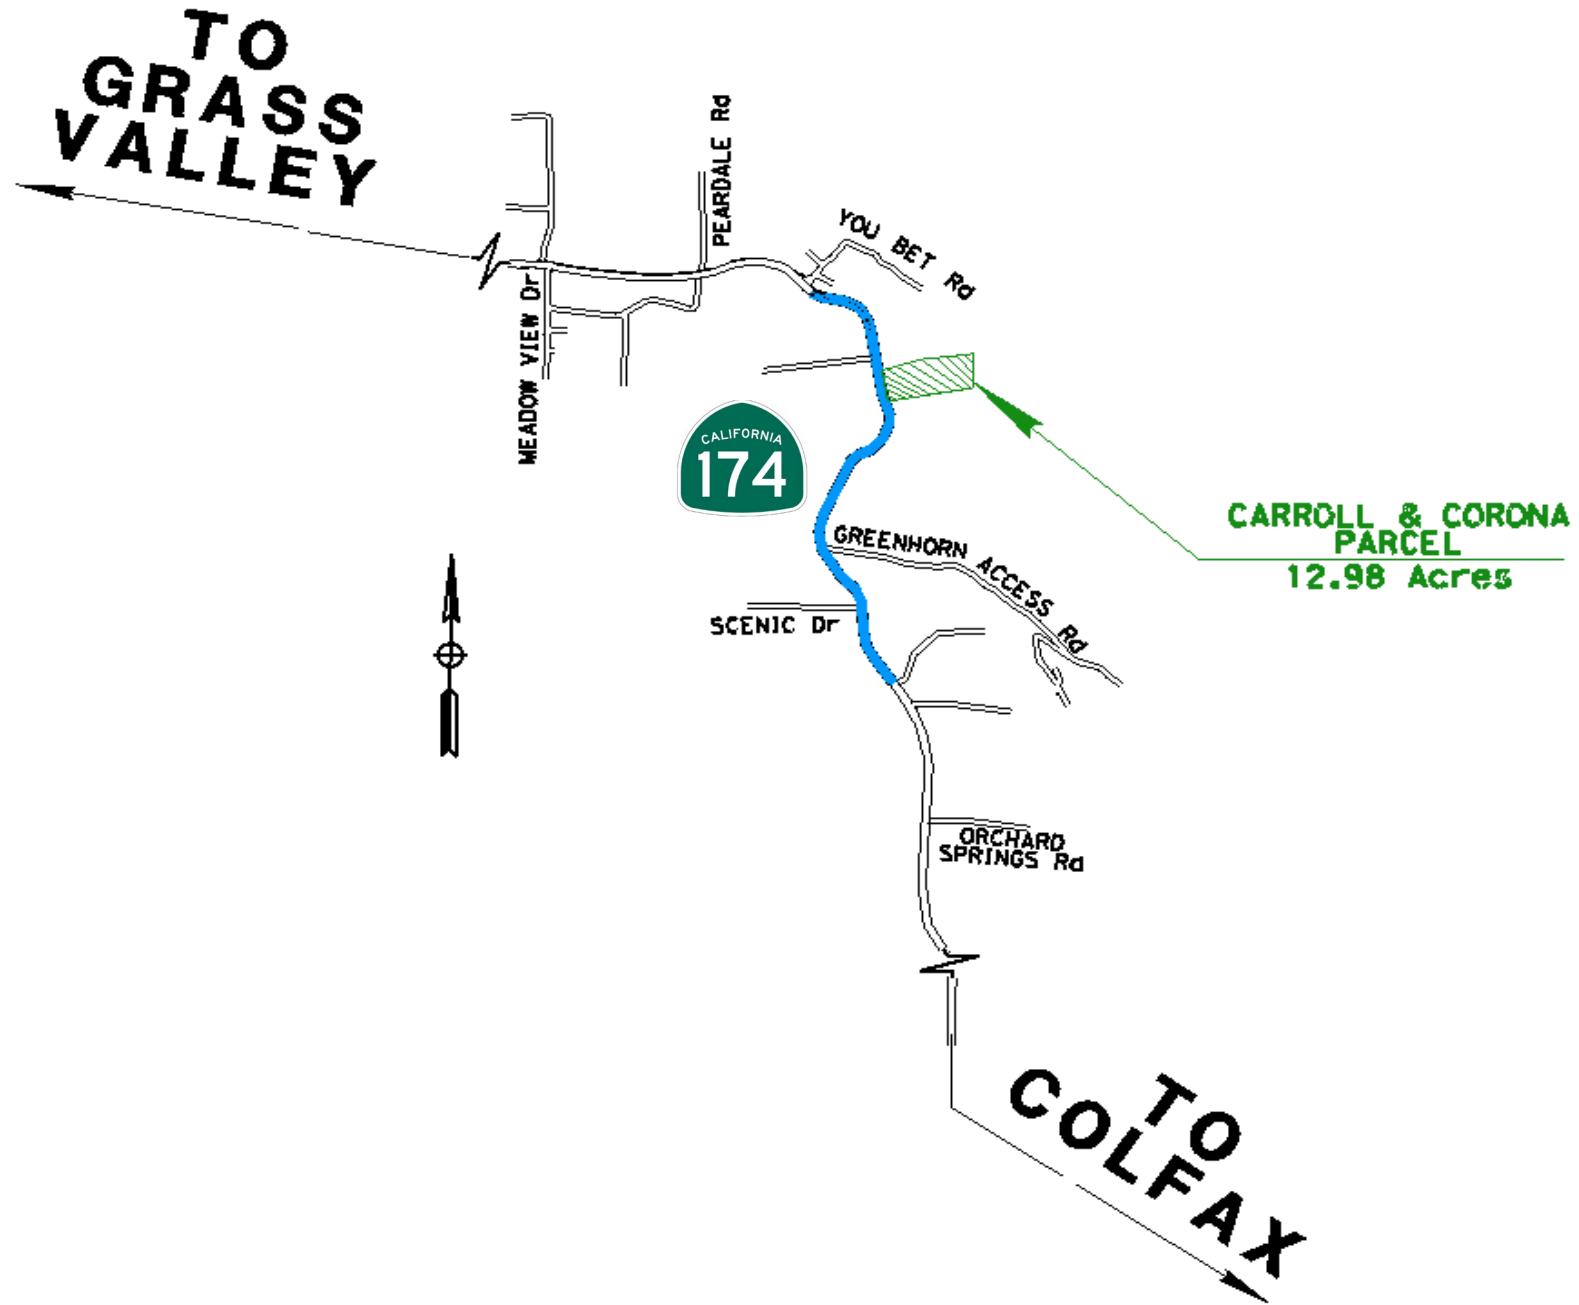 TO
GRASS
VALLEY
PEARDALE Rd
YOU BET Rd
MEADOW VIEW Dr
CALIFORNIA
174
CARROLL & CORONA
PARCEL
12.98 Acres
GREENHORN ACCESS Rd
SCENIC Dr
ORCHARD
SPRINGS Rd
TO
COLFAX